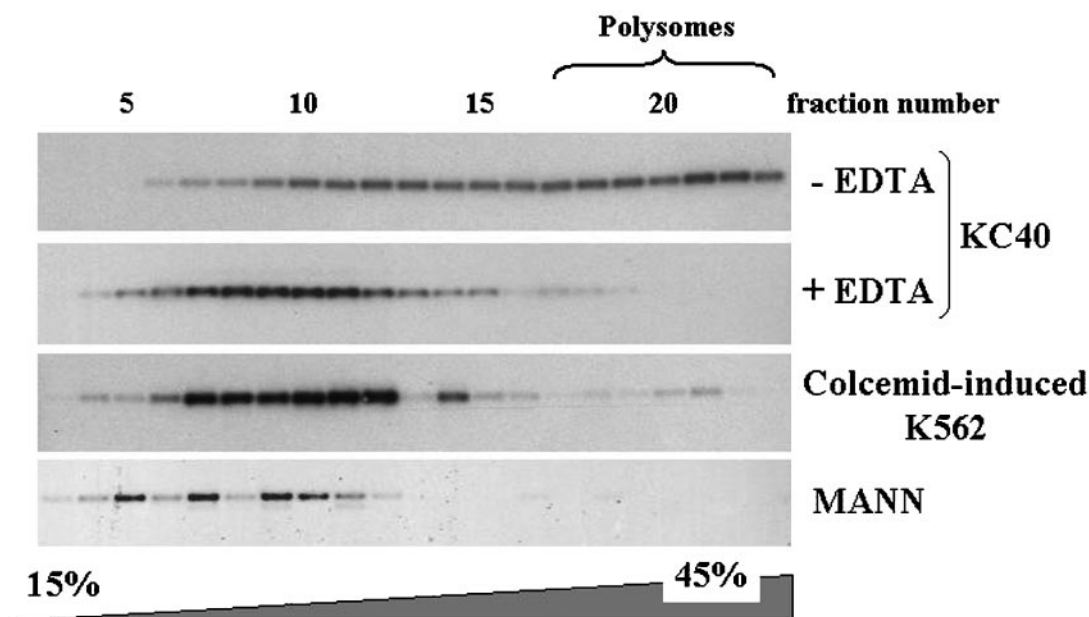 Polysomes
5 10 15 20 fraction number
- EDTA
KC40
+ EDTA
Colcemid-induced
K562
MANN
15% 45%